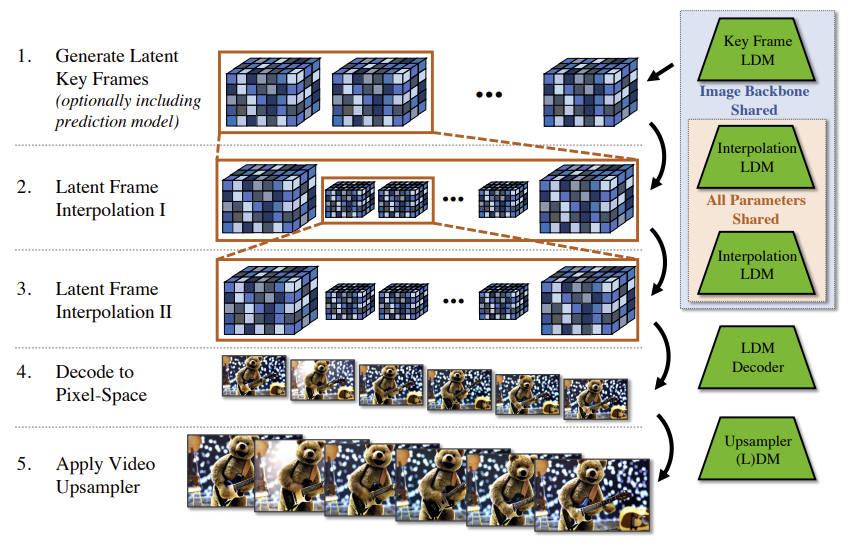 1. Generate Latent
Key Frames
(optionally including
prediction model)
...
Key Frame
LDM
Image Backbone
Shared
2. Latent Frame
Interpolation I
...
Interpolation
LDM
All Parameters
Shared
3. Latent Frame
Interpolation II
...
Interpolation
LDM
4. Decode to
Pixel-Space
LDM
Decoder
5. Apply Video
Upsampler
Upsampler
(L)DM